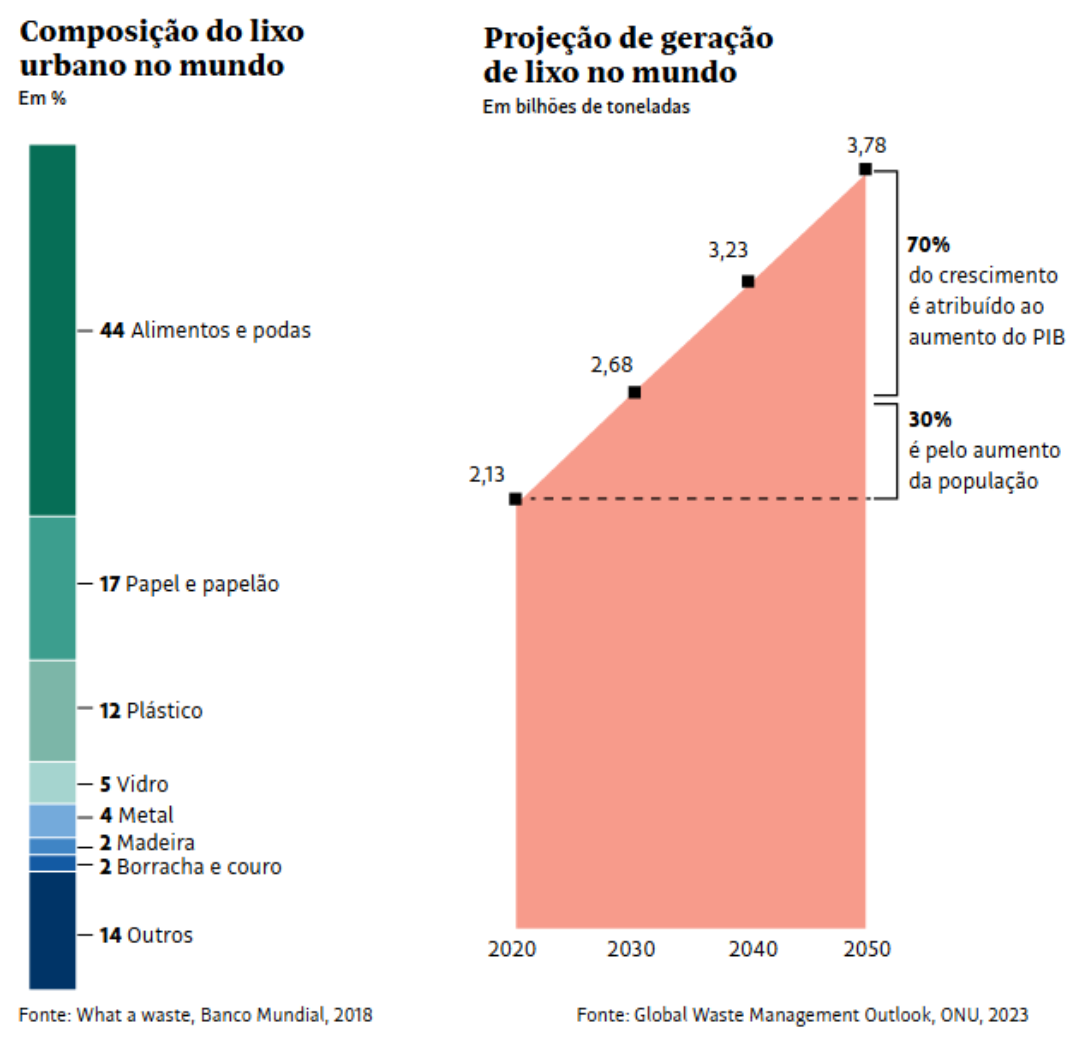 Composição do lixo
urbano no mundo
Em %
44 Alimentos e podas
17 Papel e papelão
12 Plástico
5 Vidro
4 Metal
2 Madeira
2 Borracha e couro
14 Outros
Fonte: What a waste, Banco Mundial, 2018
Projeção de geração
de lixo no mundo
Em bilhões de toneladas
3,78
3,23
2,68
2,13
70%
do crescimento
é atribuído ao
aumento do PIB
30%
é pelo aumento
da população
2020 2030 2040 2050
Fonte: Global Waste Management Outlook, ONU, 2023